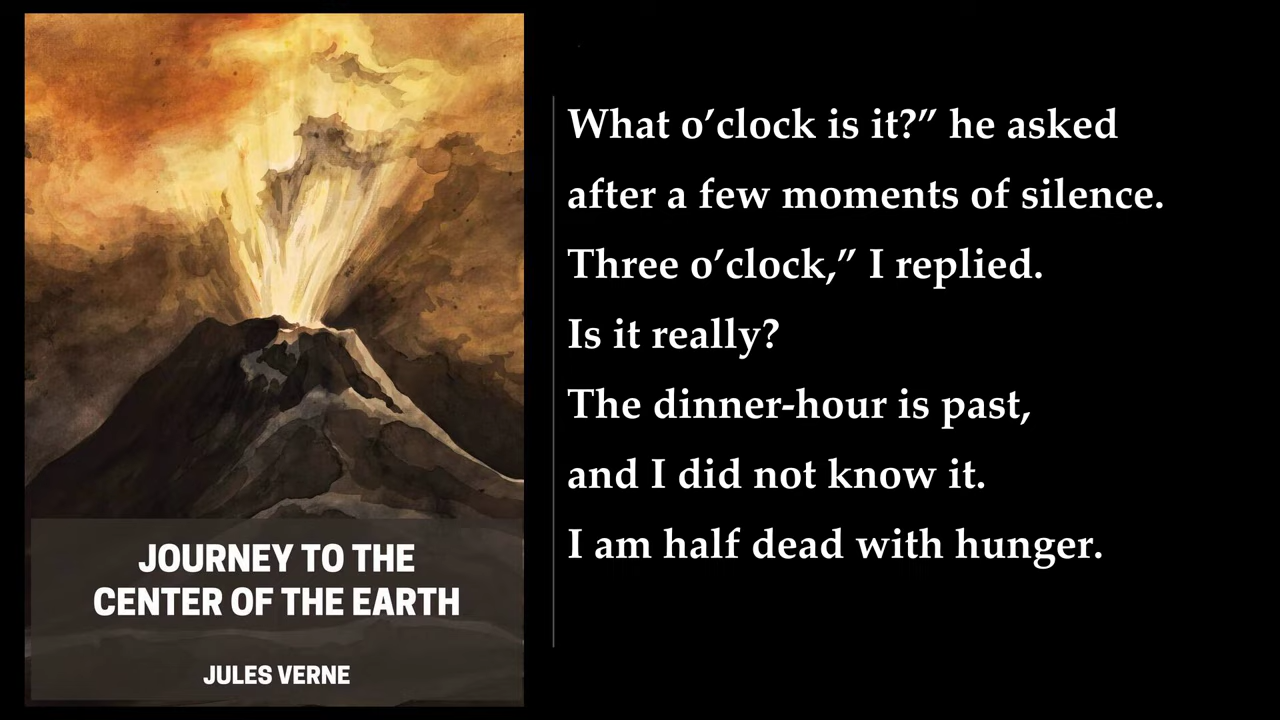 What o’clock is it?” he asked
after a few moments of silence.
Three o’clock,” I replied.
Is it really?
The dinner-hour is past,
and I did not know it.
I am half dead with hunger.
JOURNEY TO THE
CENTER OF THE EARTH
JULES VERNE